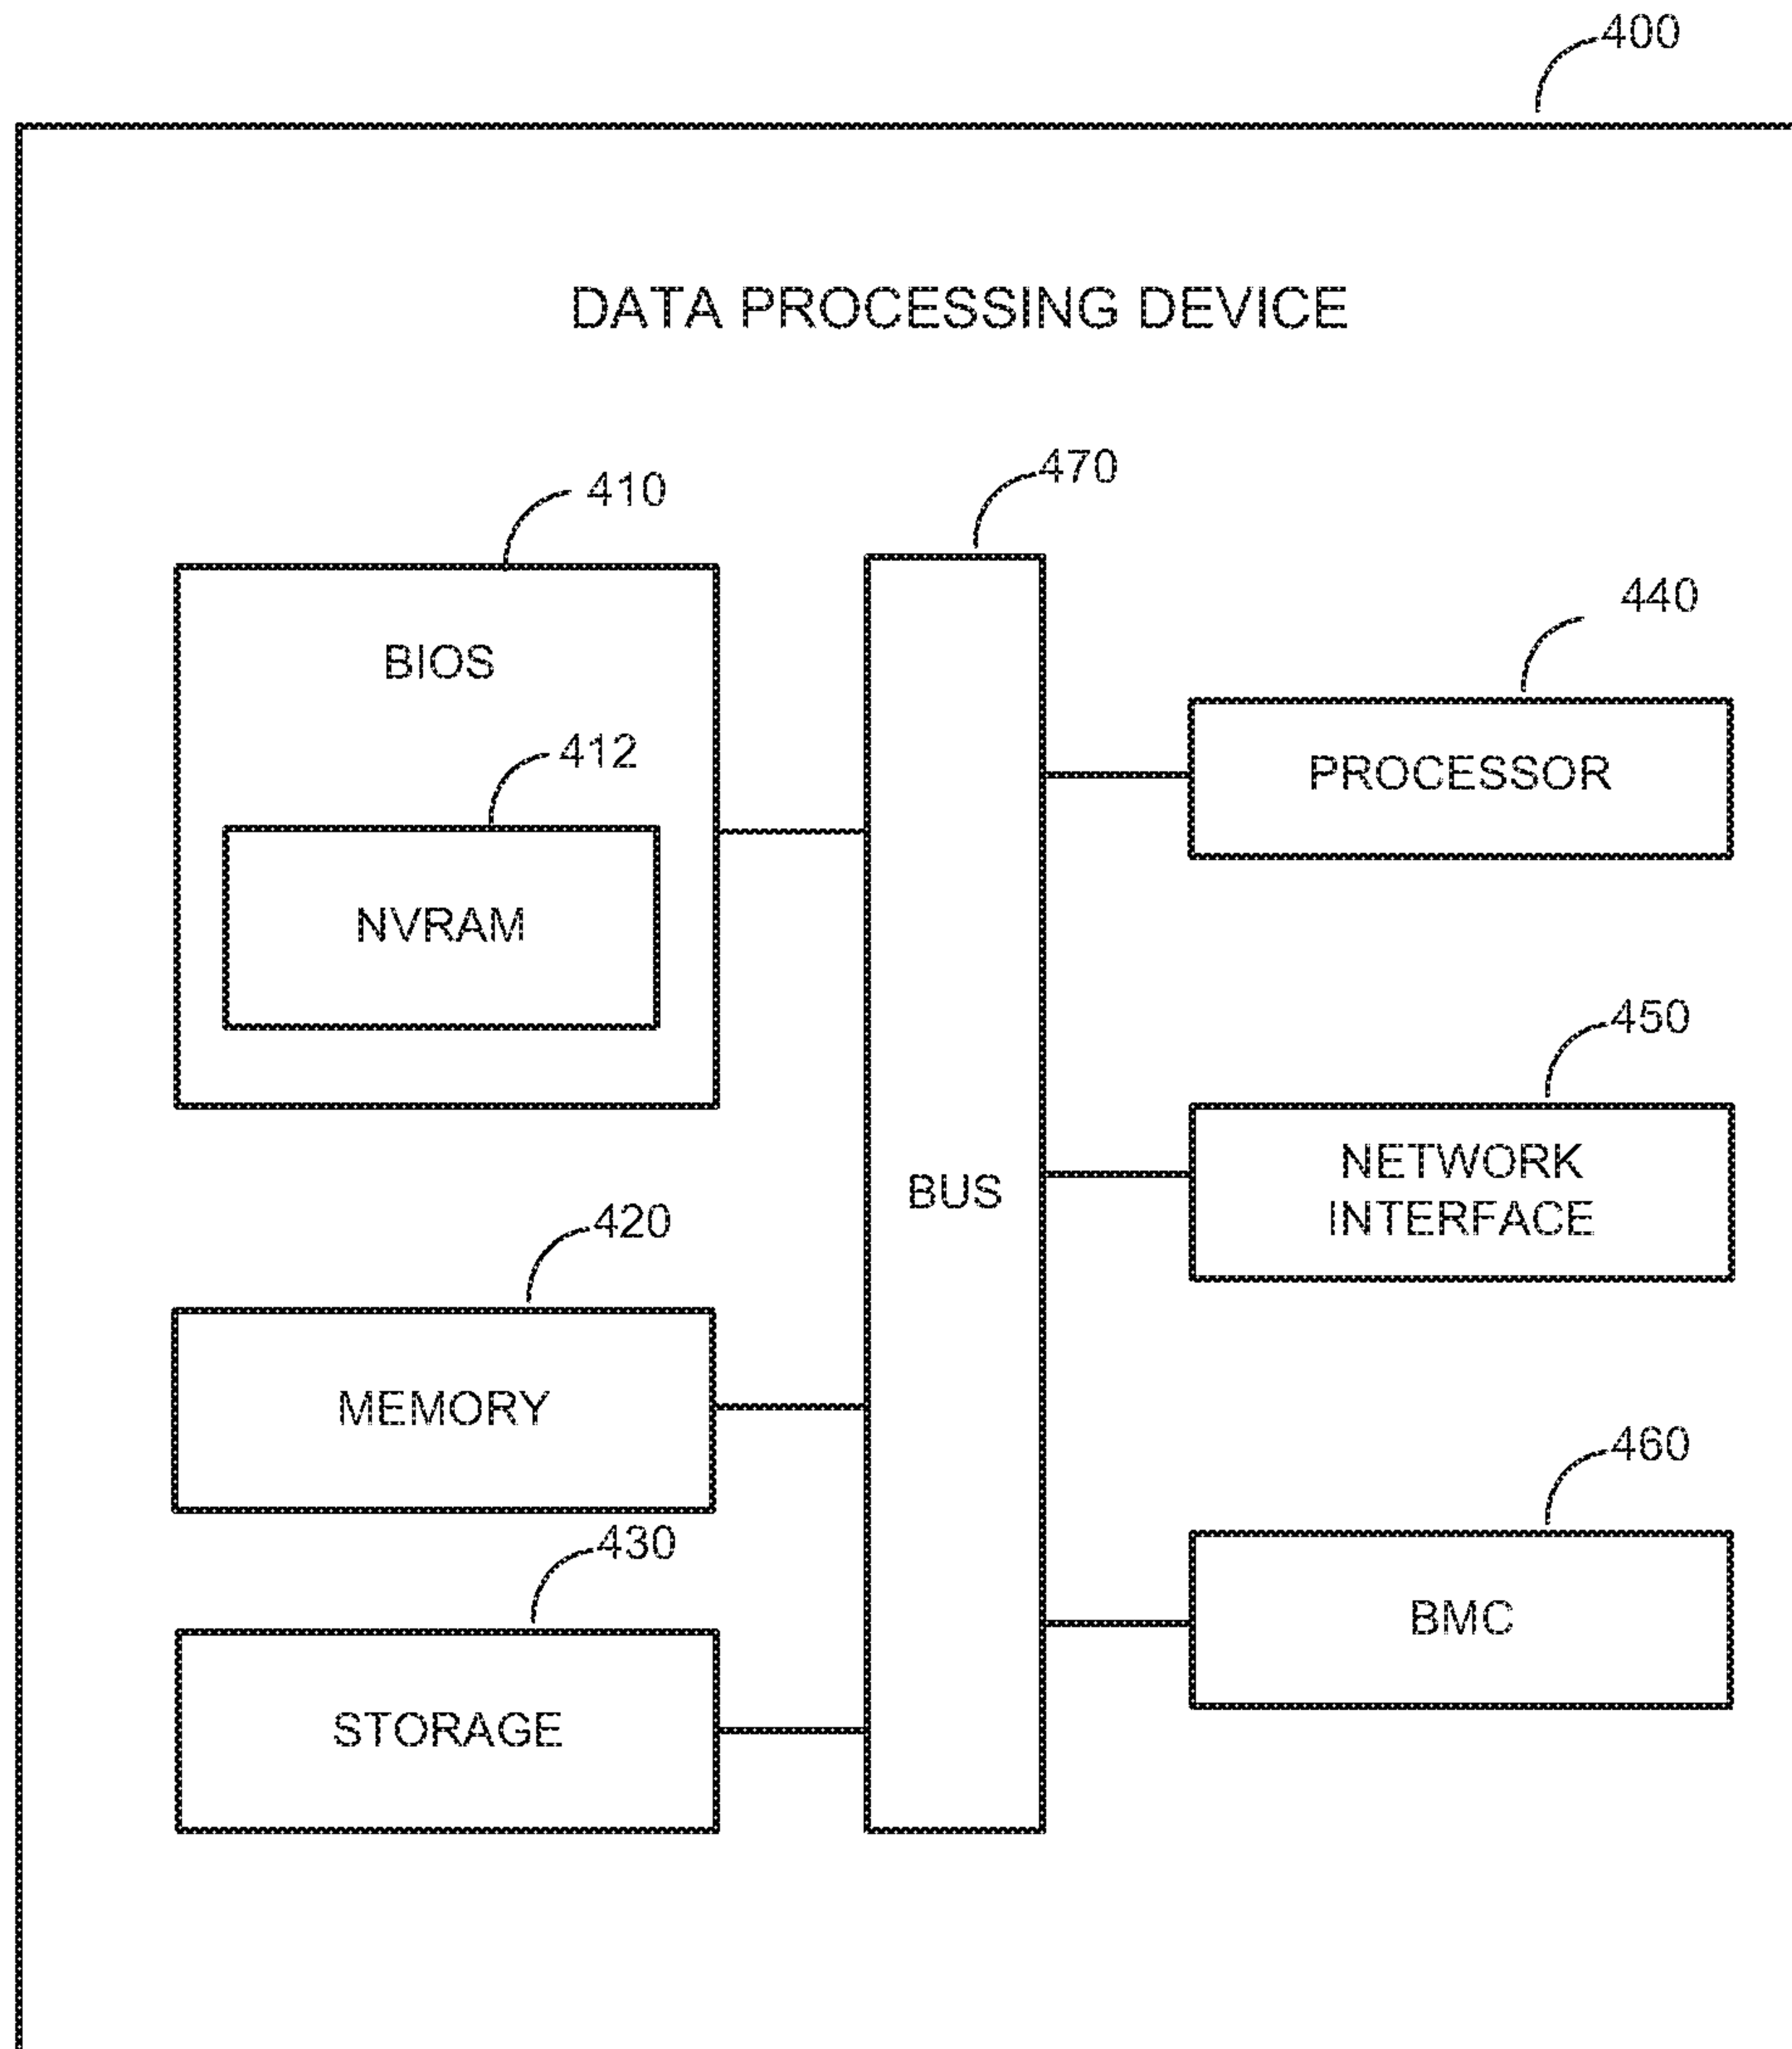 400
DATA PROCESSING DEVICE
410
470
BIOS
440
412
PROCESSOR
NVRAM
450
NETWORK
INTERFACE
BUS
420
MEMORY
460
430
BMC
STORAGE